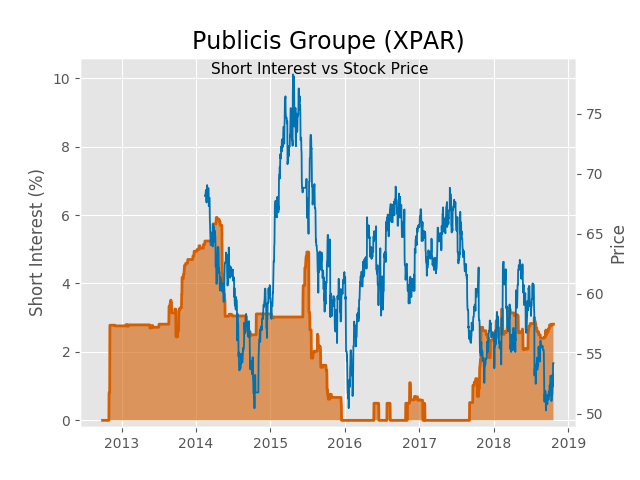 Publicis Groupe (XPAR)
Short Interest vs Stock Price
Short Interest (%)
10
8
6
4
2
0
75
70
65
60
55
50
Price
2013 2014 2015 2016 2017 2018 2019